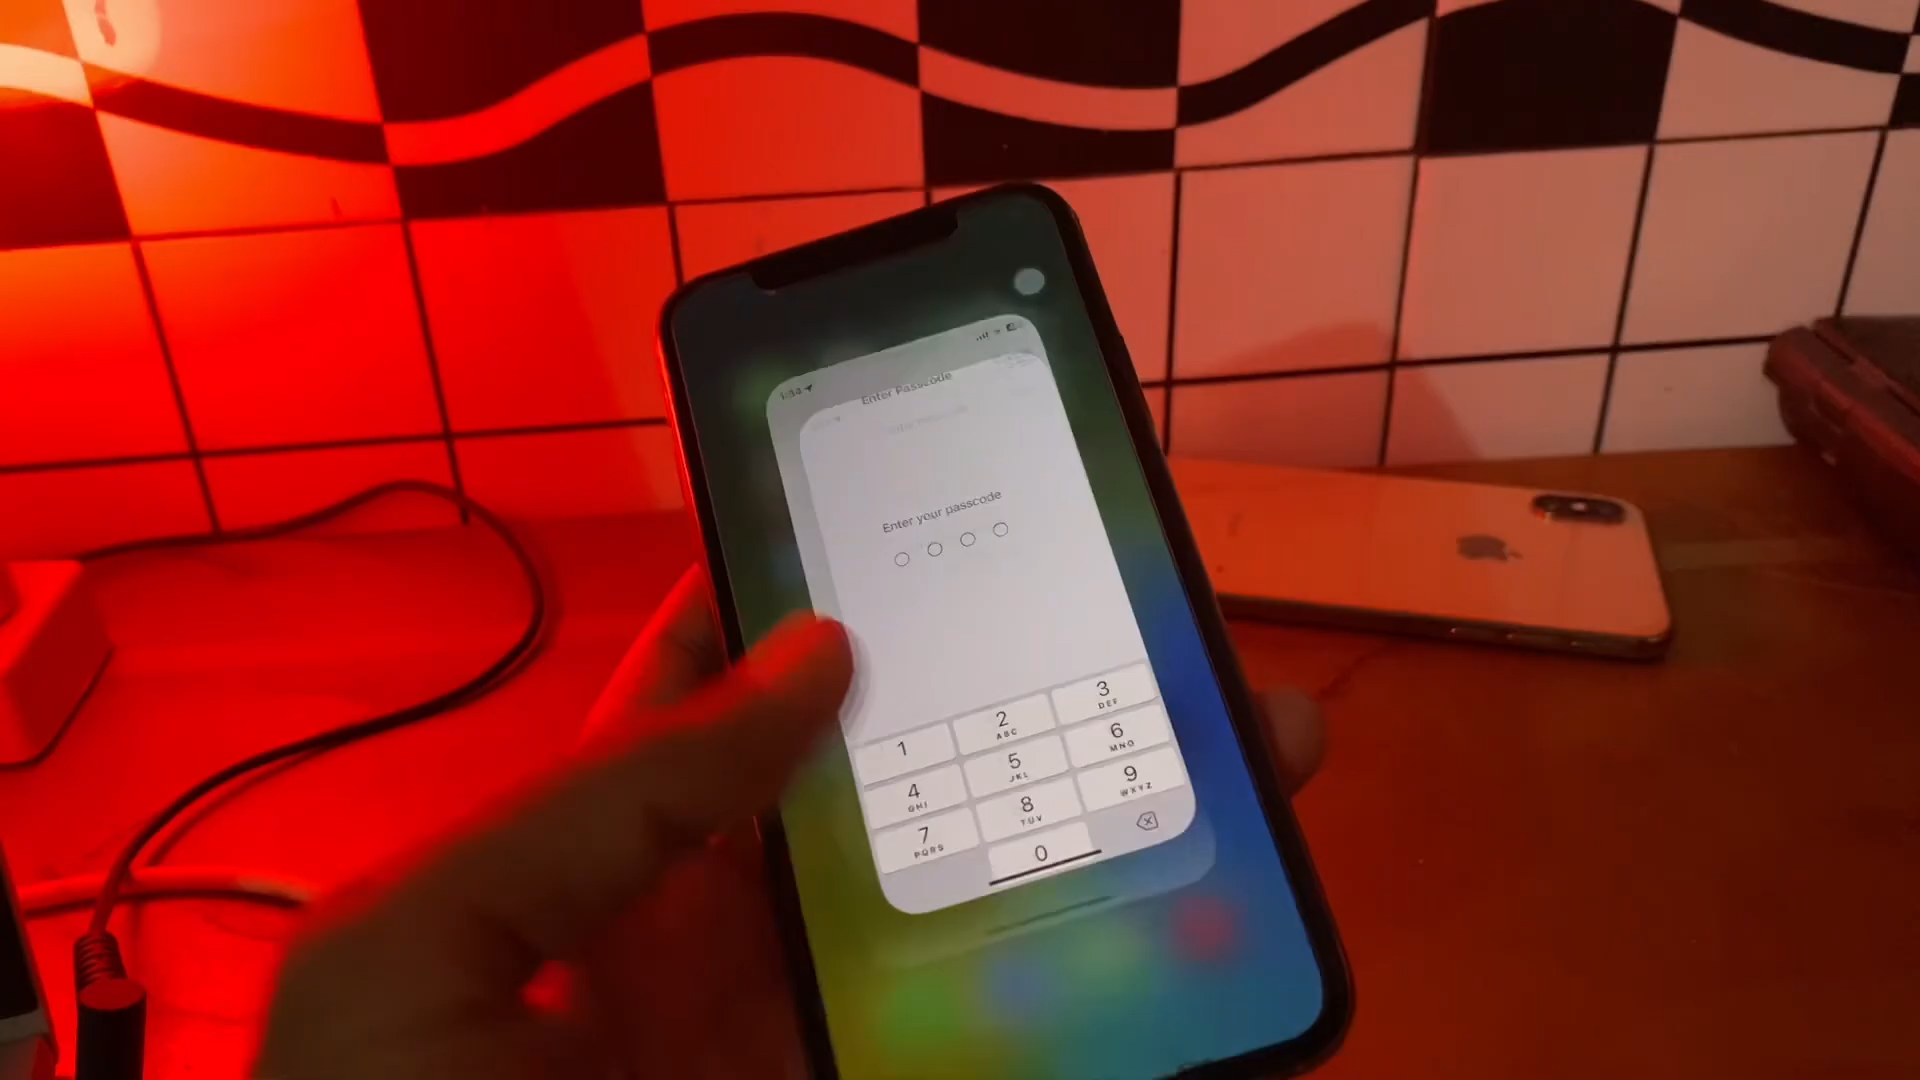 Enter Passcode
Enter your passcode
1
2
ABC
3
DEF
4
GHI
5
JKL
6
MNO
7
PQRS
8
TUV
9
WXYZ
0